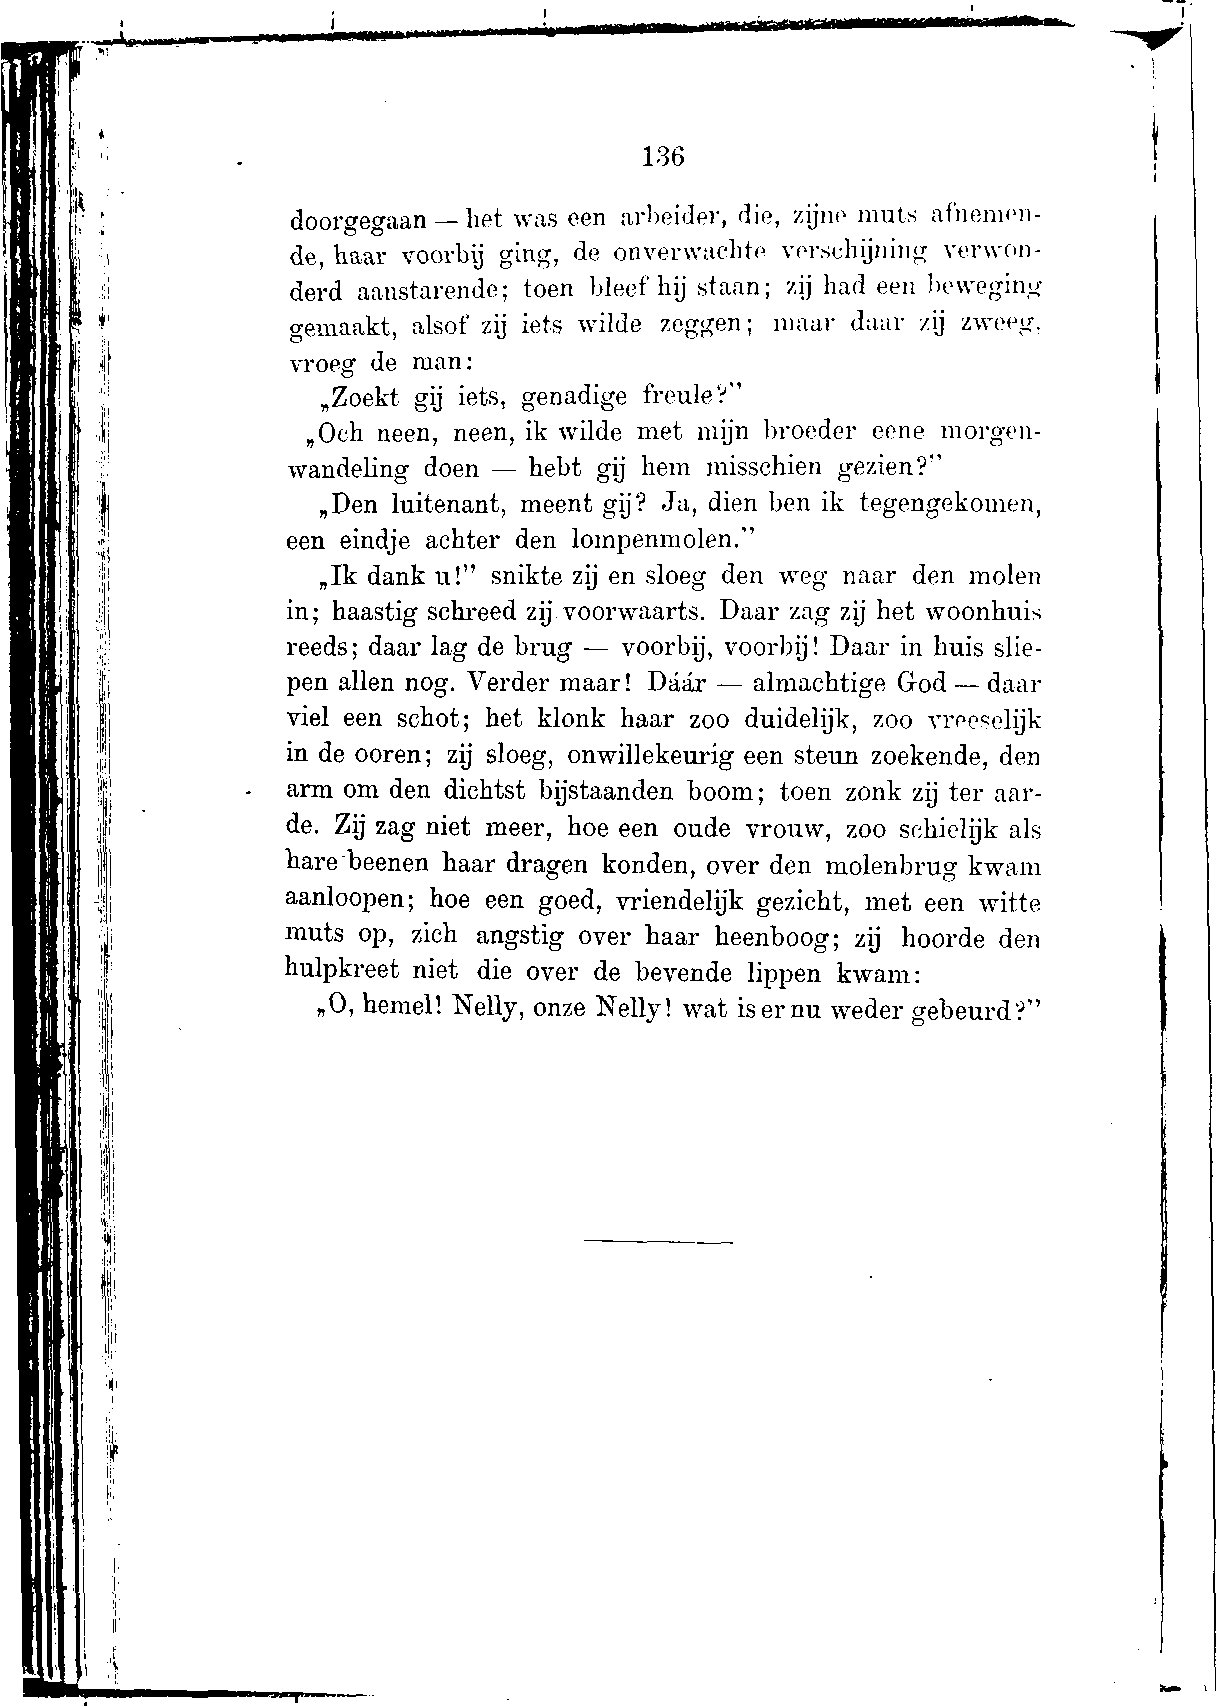 136
doorgegaan — het was een arbeider, die, zijne muts afnemen-
de, haar voorbij ging, de onverwachte verschijning verwon-
derd aanstarende; toen bleef hij staan; zij had een beweging
gemaakt, alsof zij iets wilde zeggen; maar daar zij zweeg,
vroeg de man:
„Zoekt gij iets, genadige freule?”
„Och neen, neen, ik wilde met mijn broeder eene morgen-
wandeling doen — hebt gij hem misschien gezien?”
„Den luitenant, meent gij? Ja, dien ben ik tegengekomen,
een eindje achter den lompenmolen.”
„Ik dank u!” snikte zij en sloeg den weg naar den molen
in; haastig schreed zij voorwaarts. Daar zag zij het woonhuis
reeds; daar lag de brug — voorbij, voorbij! Daar in huis slie-
pen allen nog. Verder maar! Dáár — almachtige God — daar
viel een schot; het klonk haar zoo duidelijk, zoo vreeselijk
in de ooren; zij sloeg, onwillekeurig een steun zoekende, den
arm om den dichtst bijstaanden boom; toen zonk zij ter aar-
de. Zij zag niet meer, hoe een oude vrouw, zoo schielijk als
hare beenen haar dragen konden, over den molenbrug kwam
aanloopen; hoe een goed, vriendelijk gezicht, met een witte
muts op, zich angstig over haar heenboog; zij hoorde den
hulpkreet niet die over de bevende lippen kwam:
„O, hemel! Nelly, onze Nelly! wat is er nu weder gebeurd?”